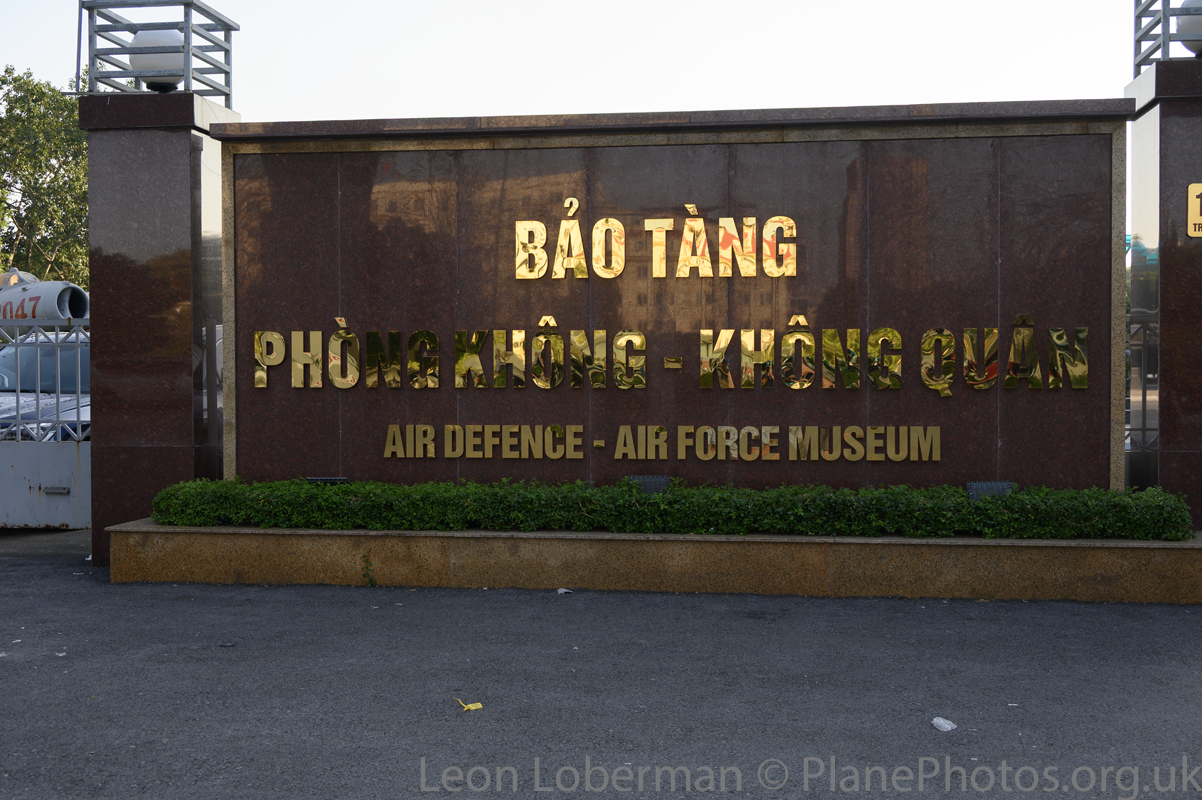 BẢO TÀNG
PHÒNG KHÔNG - KHÔNG QUÂN
AIR DEFENCE - AIR FORCE MUSEUM
Leon Loberman © PlanePhotos.org.uk